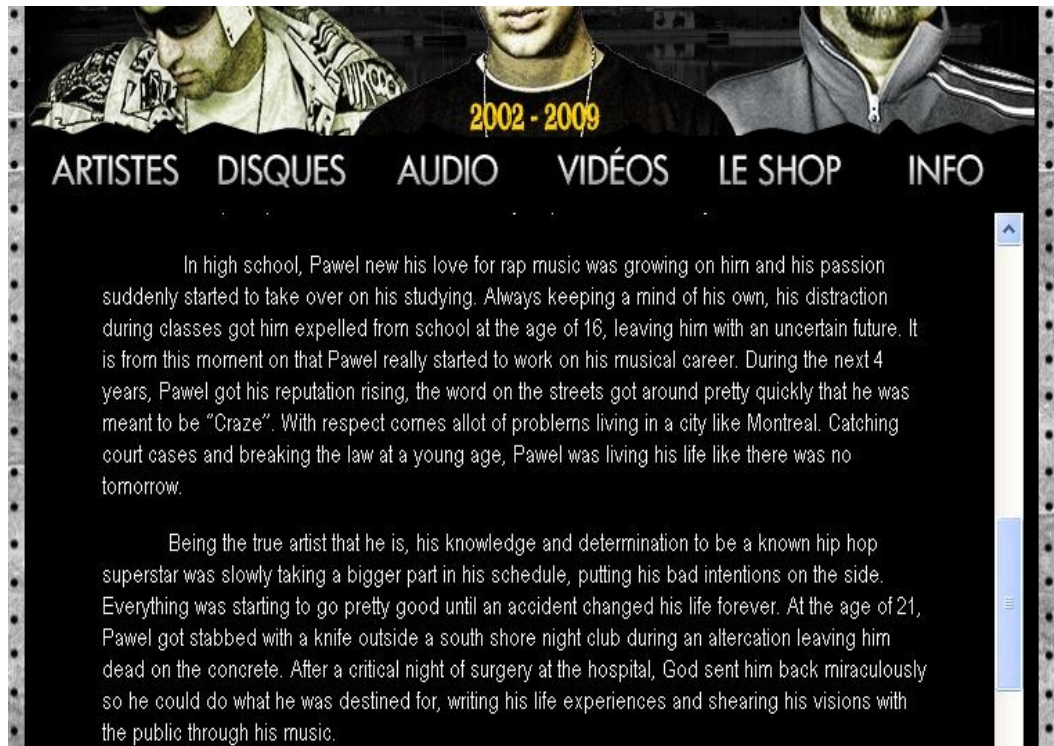 2002 - 2009
ARTISTES DISQUES AUDIO VIDÉOS LE SHOP INFO
In high school, Pawel new his love for rap music was growing on him and his passion
suddenly started to take over on his studying. Always keeping a mind of his own, his distraction
during classes got him expelled from school at the age of 16, leaving him with an uncertain future. It
is from this moment on that Pawel really started to work on his musical career. During the next 4
years, Pawel got his reputation rising, the word on the streets got around pretty quickly that he was
meant to be “Craze”. With respect comes allot of problems living in a city like Montreal. Catching
court cases and breaking the law at a young age, Pawel was living his life like there was no
tomorrow.
Being the true artist that he is, his knowledge and determination to be a known hip hop
superstar was slowly taking a bigger part in his schedule, putting his bad intentions on the side.
Everything was starting to go pretty good until an accident changed his life forever. At the age of 21,
Pawel got stabbed with a knife outside a south shore night club during an altercation leaving him
dead on the concrete. After a critical night of surgery at the hospital, God sent him back miraculously
so he could do what he was destined for, writing his life experiences and shearing his visions with
the public through his music.